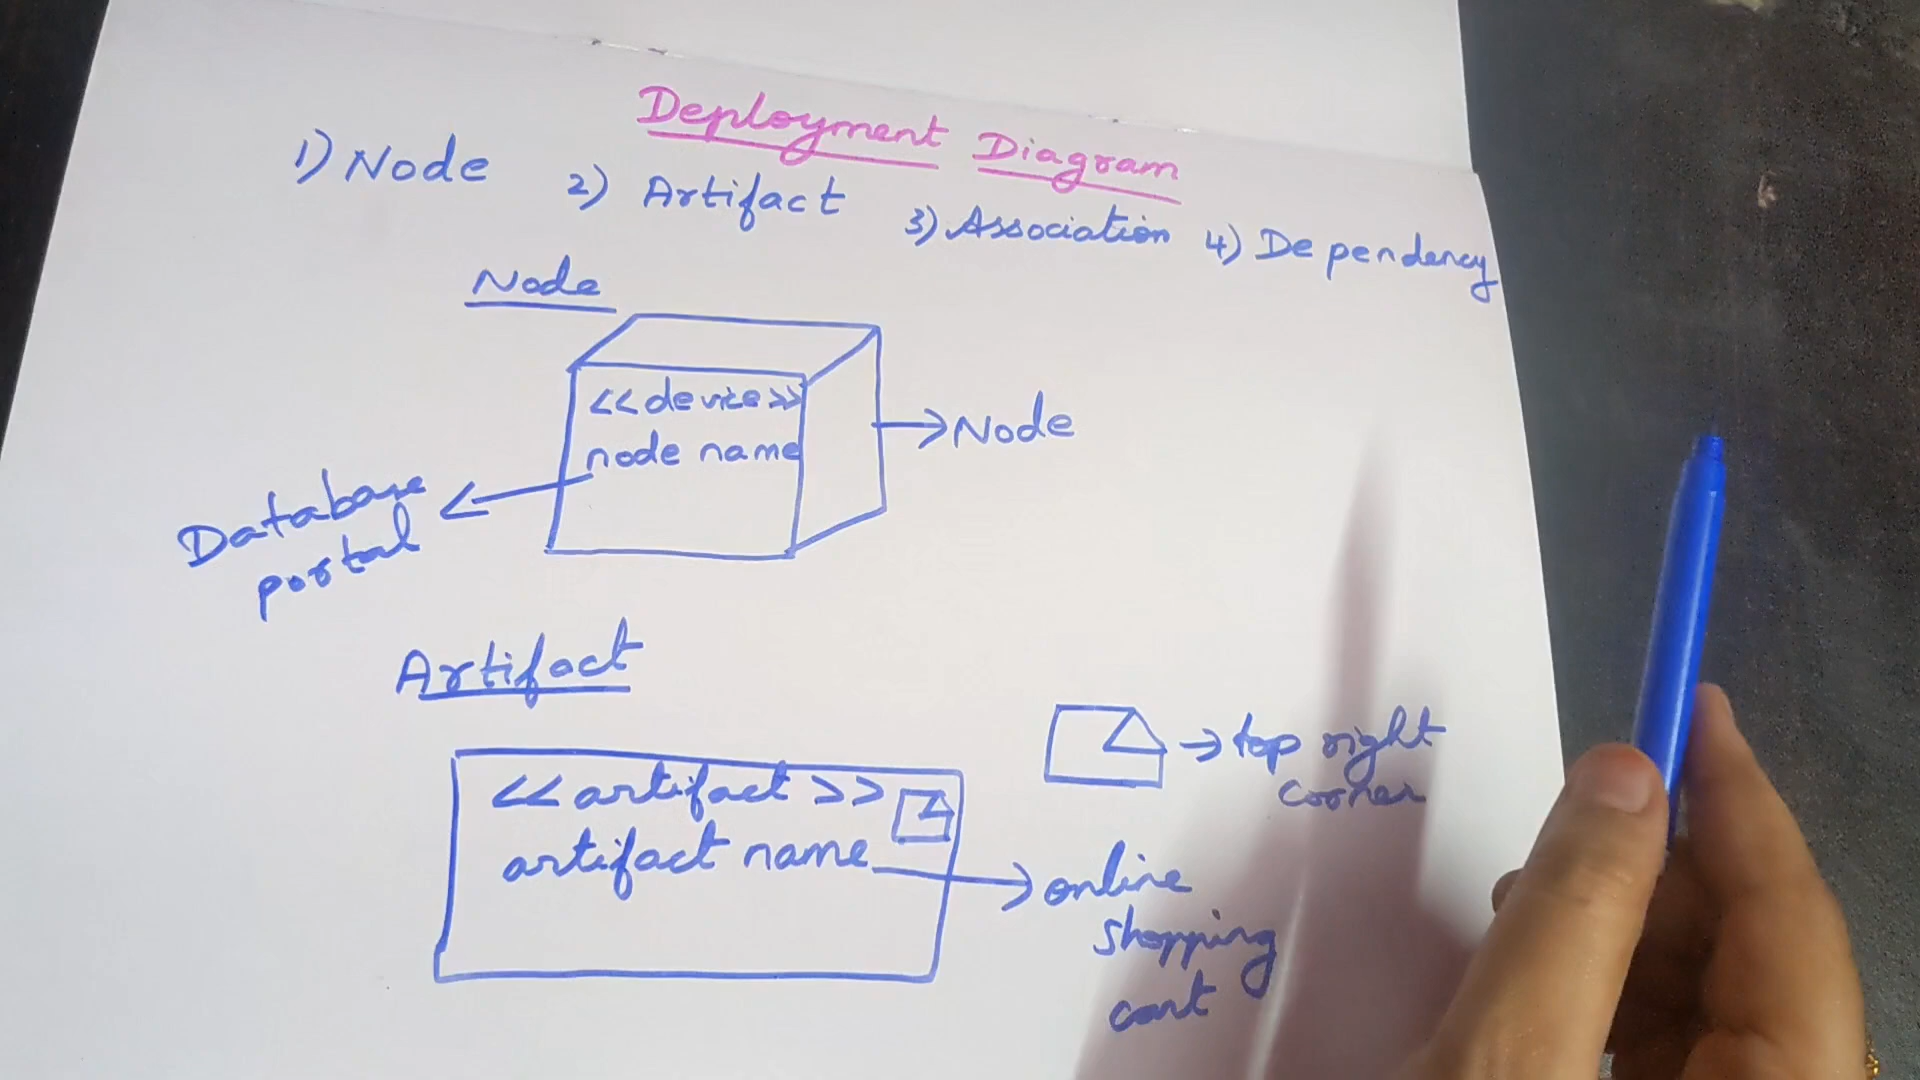 Deployment Diagram
1) Node 2) Artifact 3) Association 4) Dependency
Node
<<device>>
node name
Node
Database
portal
Artifact
<<artifact>>
artifact name
top right
corner
online
shopping
cart